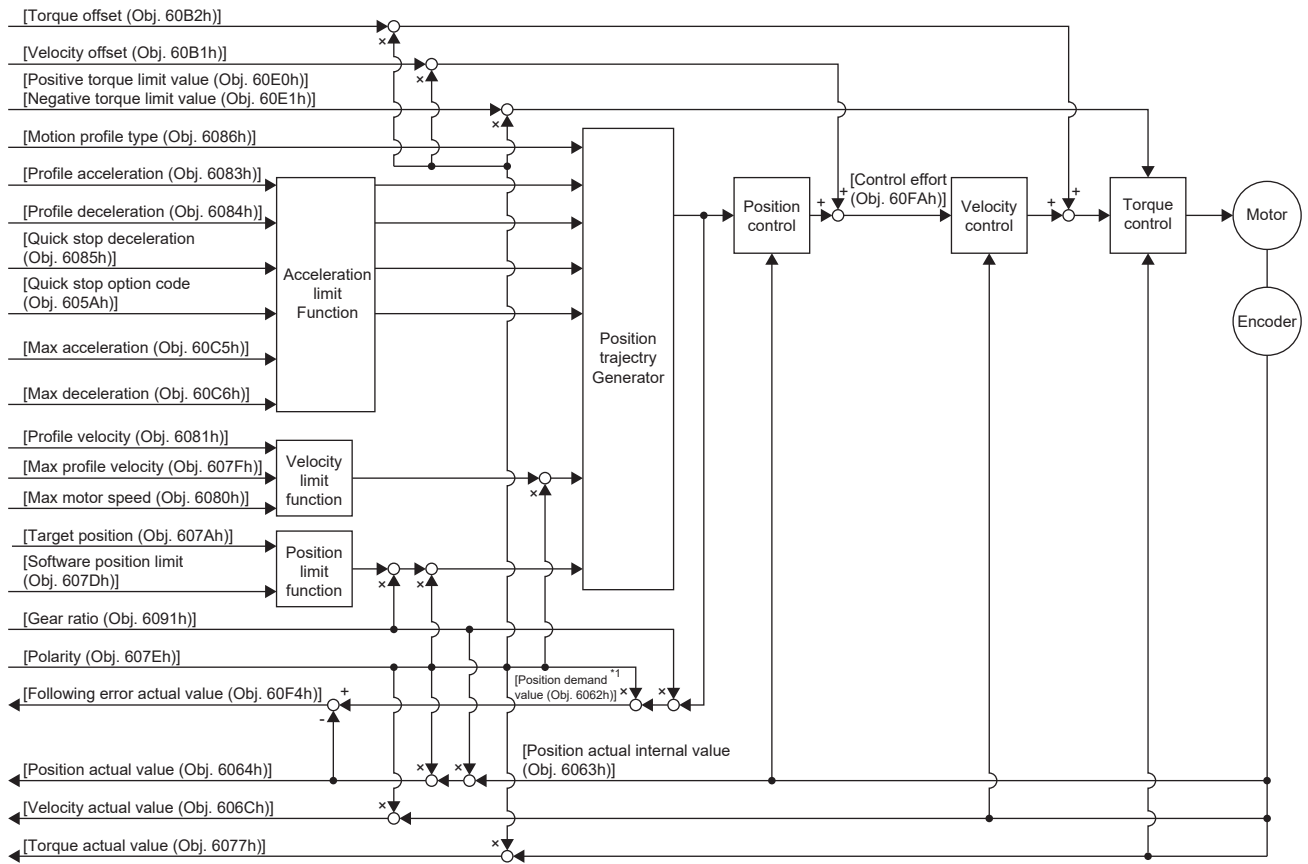 [Torque offset (Obj. 60B2h)]
×
[Velocity offset (Obj. 60B1h)]
×
[Positive torque limit value (Obj. 60E0h)]
[Negative torque limit value (Obj. 60E1h)]
×
[Motion profile type (Obj. 6086h)]
[Profile acceleration (Obj. 6083h)]
[Profile deceleration (Obj. 6084h)]
[Quick stop deceleration
(Obj. 6085h)]
[Quick stop option code
(Obj. 605Ah)]
[Max acceleration (Obj. 60C5h)]
[Max deceleration (Obj. 60C6h)]
Acceleration
limit
Function
[Profile velocity (Obj. 6081h)]
[Max profile velocity (Obj. 607Fh)]
[Max motor speed (Obj. 6080h)]
Velocity
limit
function
×
[Target position (Obj. 607Ah)]
[Software position limit
(Obj. 607Dh)]
Position
limit
function
×
×
Position
trajectry
Generator
Position
control
+
+
[Control effort
(Obj. 60FAh)]
Velocity
control
+
+
Torque
control
Motor
Encoder
[Gear ratio (Obj. 6091h)]
[Polarity (Obj. 607Eh)]
[Position demand *1
value (Obj. 6062h)]
×
×
[Following error actual value (Obj. 60F4h)]
+
-
[Position actual internal value
(Obj. 6063h)]
[Position actual value (Obj. 6064h)]
×
×
[Velocity actual value (Obj. 606Ch)]
×
[Torque actual value (Obj. 6077h)]
×